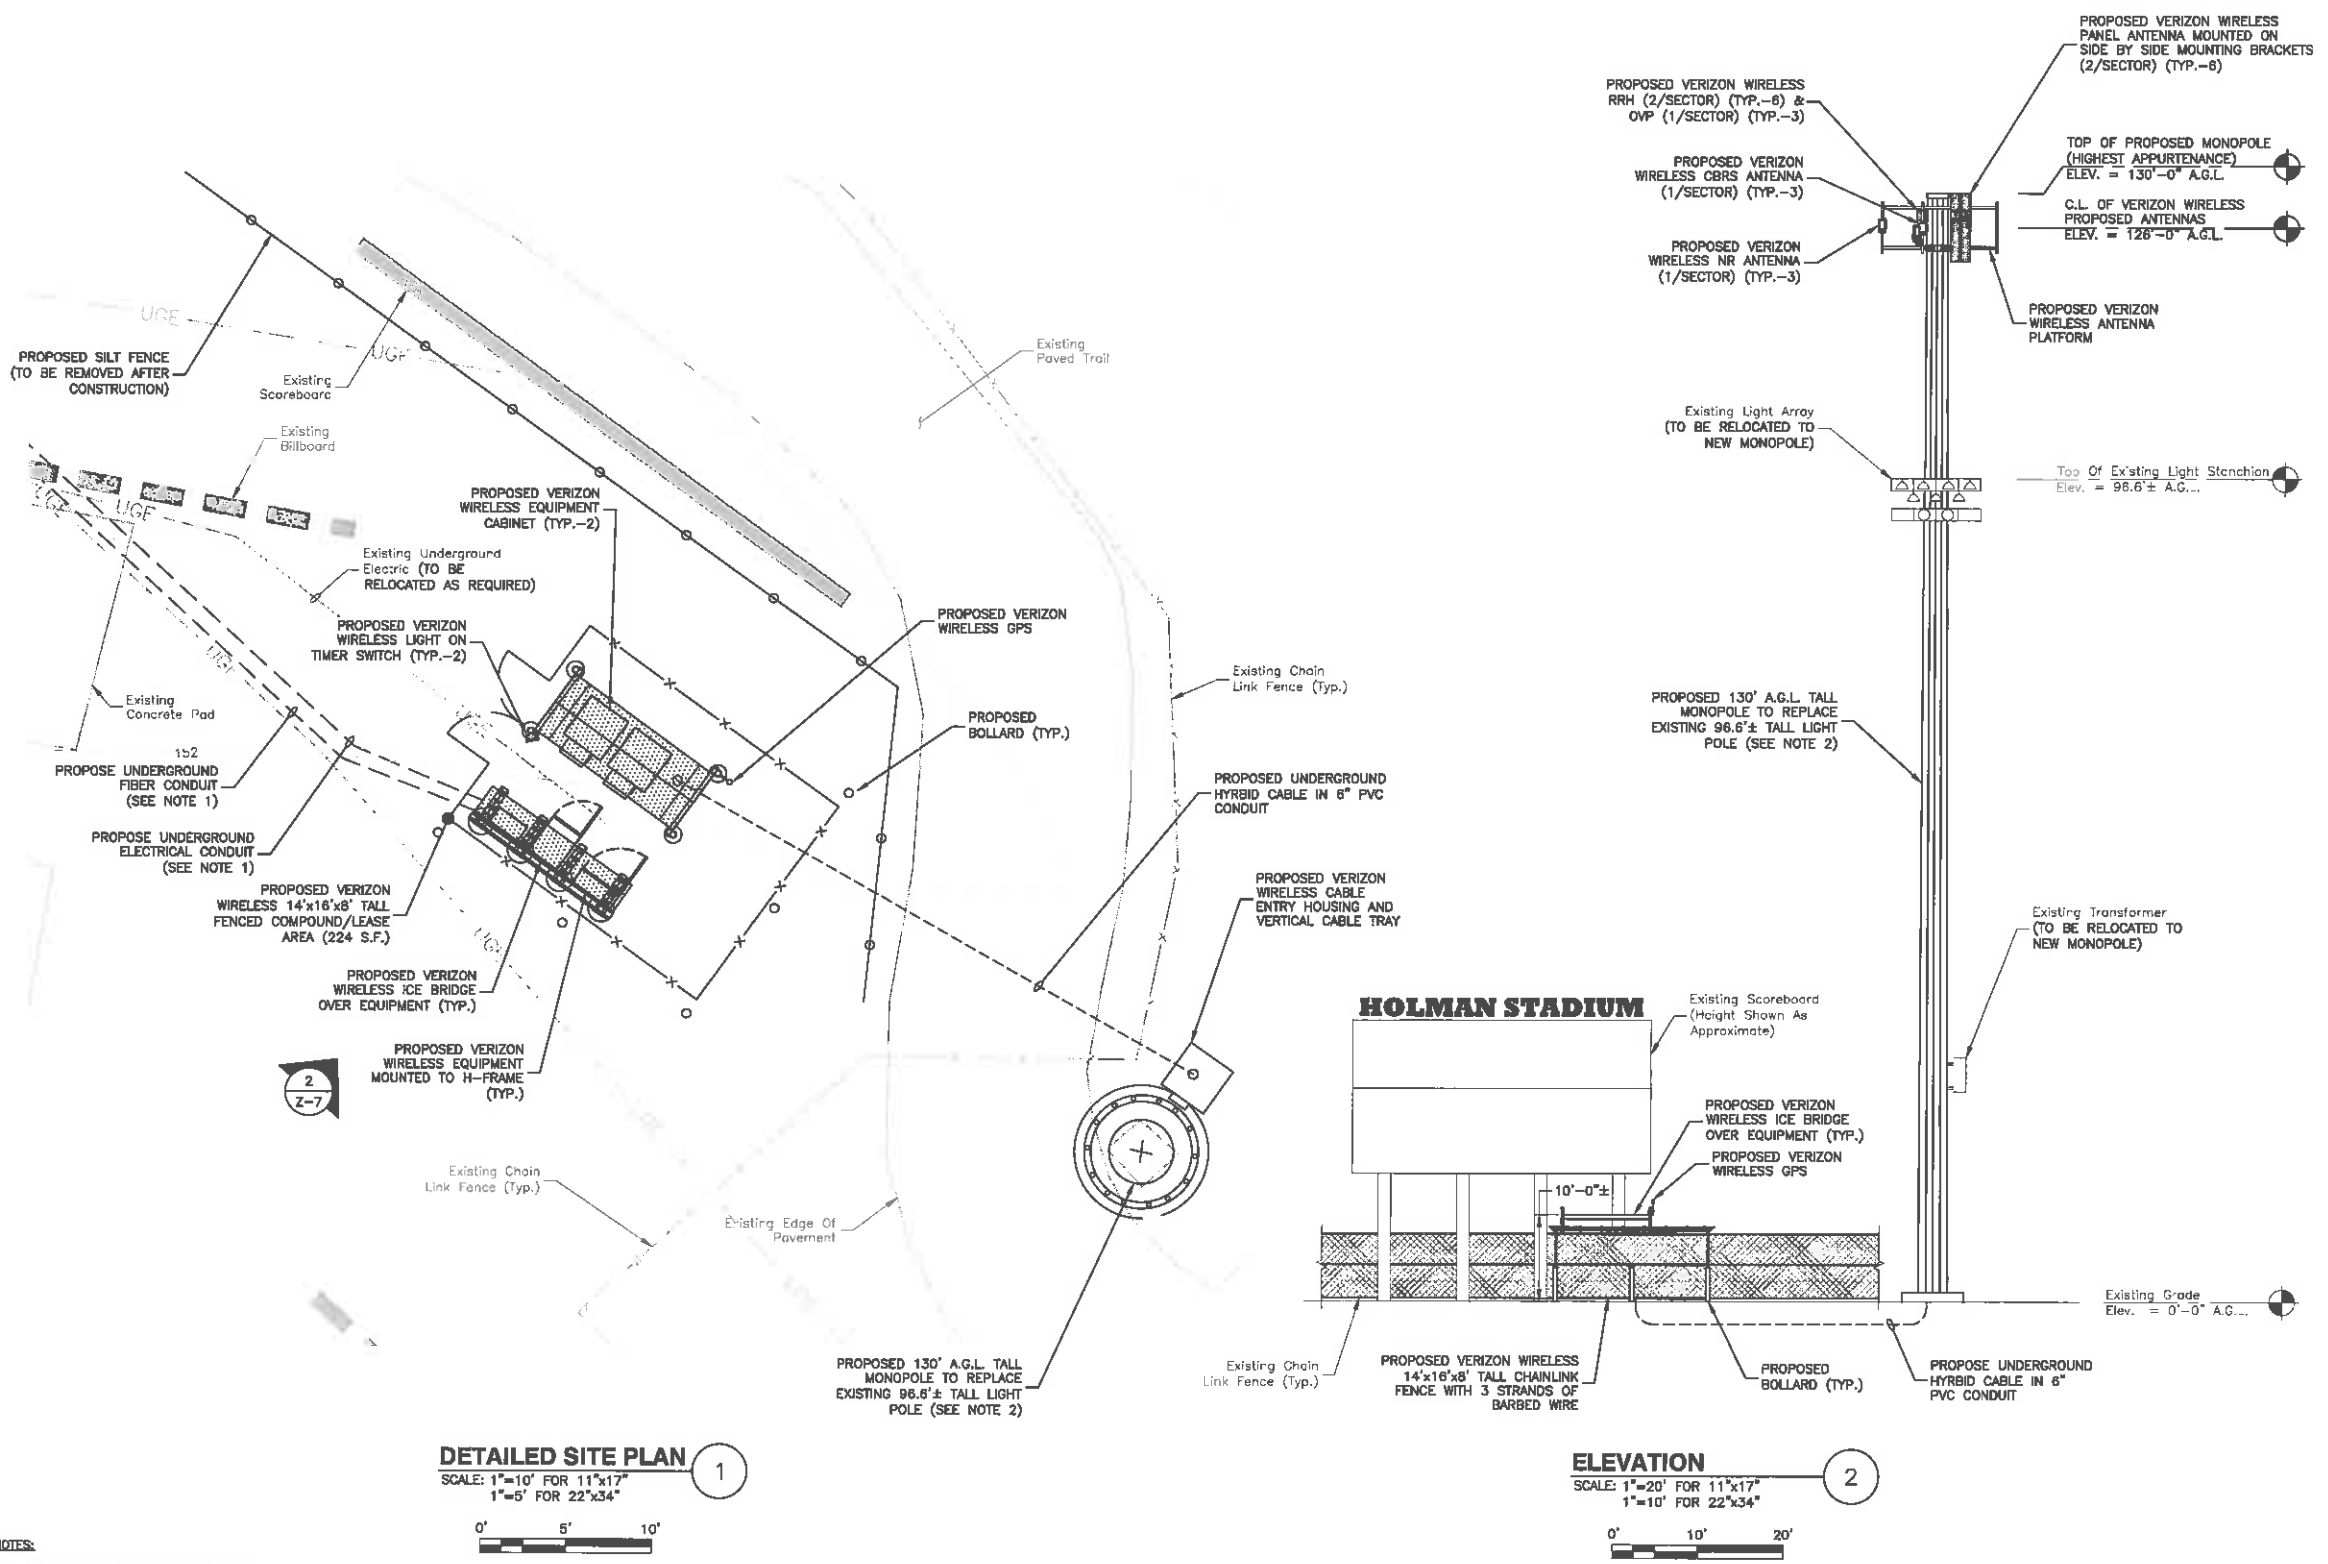 PROPOSED SILT FENCE
(TO BE REMOVED AFTER
CONSTRUCTION)
UGE
UGE
Existing
Scoreboard
Existing
Billboard
UGE
UGE
Existing
Paved Trail
PROPOSED VERIZON
WIRELESS EQUIPMENT
CABINET (TYP.-2)
Existing Underground
Electric (TO BE
RELOCATED AS REQUIRED)
PROPOSED VERIZON
WIRELESS LIGHT ON
TIMER SWITCH (TYP.-2)
UGE
PROPOSED VERIZON
WIRELESS GPS
Existing Chain
Link Fence (Typ.)
PROPOSED
BOLLARD (TYP.)
Existing
Concrete Pad
152
PROPOSE UNDERGROUND
FIBER CONDUIT
(SEE NOTE 1)
PROPOSE UNDERGROUND
ELECTRICAL CONDUIT
(SEE NOTE 1)
PROPOSED UNDERGROUND
HYRBID CABLE IN 6" PVC
CONDUIT
PROPOSED VERIZON
WIRELESS CABLE
ENTRY HOUSING AND
VERTICAL CABLE TRAY
PROPOSED VERIZON
WIRELESS 14'x16'x8' TALL
FENCED COMPOUND/LEASE
AREA (224 S.F.)
UGE
PROPOSED VERIZON
WIRELESS ICE BRIDGE
OVER EQUIPMENT (TYP.)
PROPOSED VERIZON
WIRELESS EQUIPMENT
MOUNTED TO H-FRAME
(TYP.)
2
Z-7
Existing Chain
Link Fence (Typ.)
Existing Edge Of
Pavement
PROPOSED 130' A.G.L. TALL
MONOPOLE TO REPLACE
EXISTING 96.6'± TALL LIGHT
POLE (SEE NOTE 2)
DETAILED SITE PLAN
1
SCALE: 1"=10' FOR 11"x17"
1"=5' FOR 22"x34"
0' 5' 10'
NOTES:
PROPOSED VERIZON WIRELESS
PANEL ANTENNA MOUNTED ON
SIDE BY SIDE MOUNTING BRACKETS
(2/SECTOR) (TYP.-6)
PROPOSED VERIZON WIRELESS
RRH (2/SECTOR) (TYP.-6) &
OVP (1/SECTOR) (TYP.-3)
PROPOSED VERIZON
WIRELESS CBRS ANTENNA
(1/SECTOR) (TYP.-3)
PROPOSED VERIZON
WIRELESS NR ANTENNA
(1/SECTOR) (TYP.-3)
TOP OF PROPOSED MONOPOLE
(HIGHEST APPURTENANCE)
ELEV. = 130'-0" A.G.L.
C.L. OF VERIZON WIRELESS
PROPOSED ANTENNAS
ELEV. = 126'-0" A.G.L.
PROPOSED VERIZON
WIRELESS ANTENNA
PLATFORM
Existing Light Array
(TO BE RELOCATED TO
NEW MONOPOLE)
Top Of Existing Light Stanchion
Elev. = 96.6'± A.G.L.
PROPOSED 130' A.G.L. TALL
MONOPOLE TO REPLACE
EXISTING 96.6'± TALL LIGHT
POLE (SEE NOTE 2)
Existing Transformer
(TO BE RELOCATED TO
NEW MONOPOLE)
HOLMAN STADIUM
Existing Scoreboard
(Height Shown As
Approximate)
PROPOSED VERIZON
WIRELESS ICE BRIDGE
OVER EQUIPMENT (TYP.)
PROPOSED VERIZON
WIRELESS GPS
10'-0"±
Existing Grade
Elev. = 0'-0" A.G.L.
Existing Chain
Link Fence (Typ.)
PROPOSED VERIZON WIRELESS
14'x16'x8' TALL CHAINLINK
FENCE WITH 3 STRANDS OF
BARBED WIRE
PROPOSED
BOLLARD (TYP.)
PROPOSE UNDERGROUND
HYRBID CABLE IN 6"
PVC CONDUIT
ELEVATION
2
SCALE: 1"=20' FOR 11"x17"
1"=10' FOR 22"x34"
0' 10' 20'